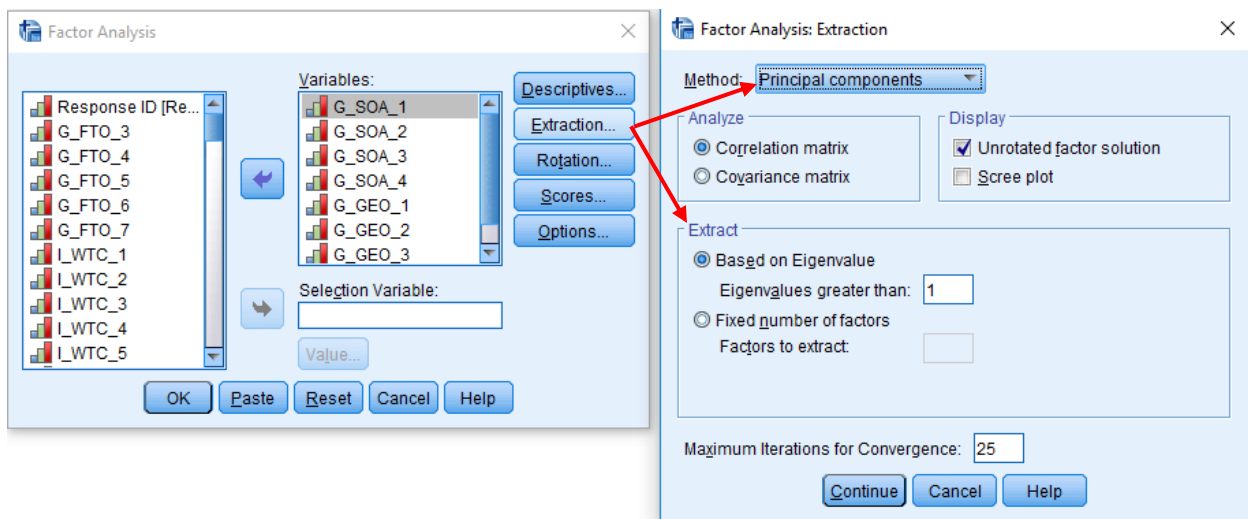 Factor Analysis
Variables:
Response ID [Re...
G_FTO_3
G_FTO_4
G_FTO_5
G_FTO_6
G_FTO_7
I_WTC_1
I_WTC_2
I_WTC_3
I_WTC_4
I_WTC_5
G_SOA_1
G_SOA_2
G_SOA_3
G_SOA_4
G_GEO_1
G_GEO_2
G_GEO_3
Selection Variable:
Value...
Descriptives...
Extraction...
Rotation...
Scores...
Options...
OK Paste Reset Cancel Help
Factor Analysis: Extraction
Method: Principal components
Analyze
Correlation matrix
Covariance matrix
Display
Unrotated factor solution
Scree plot
Extract
Based on Eigenvalue
Eigenvalues greater than: 1
Fixed number of factors
Factors to extract:
Maximum Iterations for Convergence: 25
Continue Cancel Help